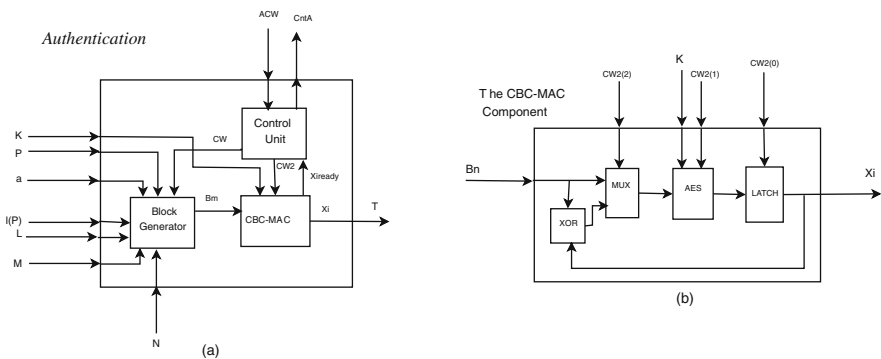 Authentication
ACW
CntA
K
P
a
l(P)
L
M
N
CW
Control
Unit
CW2
Xiready
Block
Generator
Bm
CBC-MAC
Xi
T
(a)
T he CBC-MAC
Component
CW2(2)
K
CW2(1)
CW2(0)
Bn
MUX
AES
LATCH
XOR
Xi
(b)